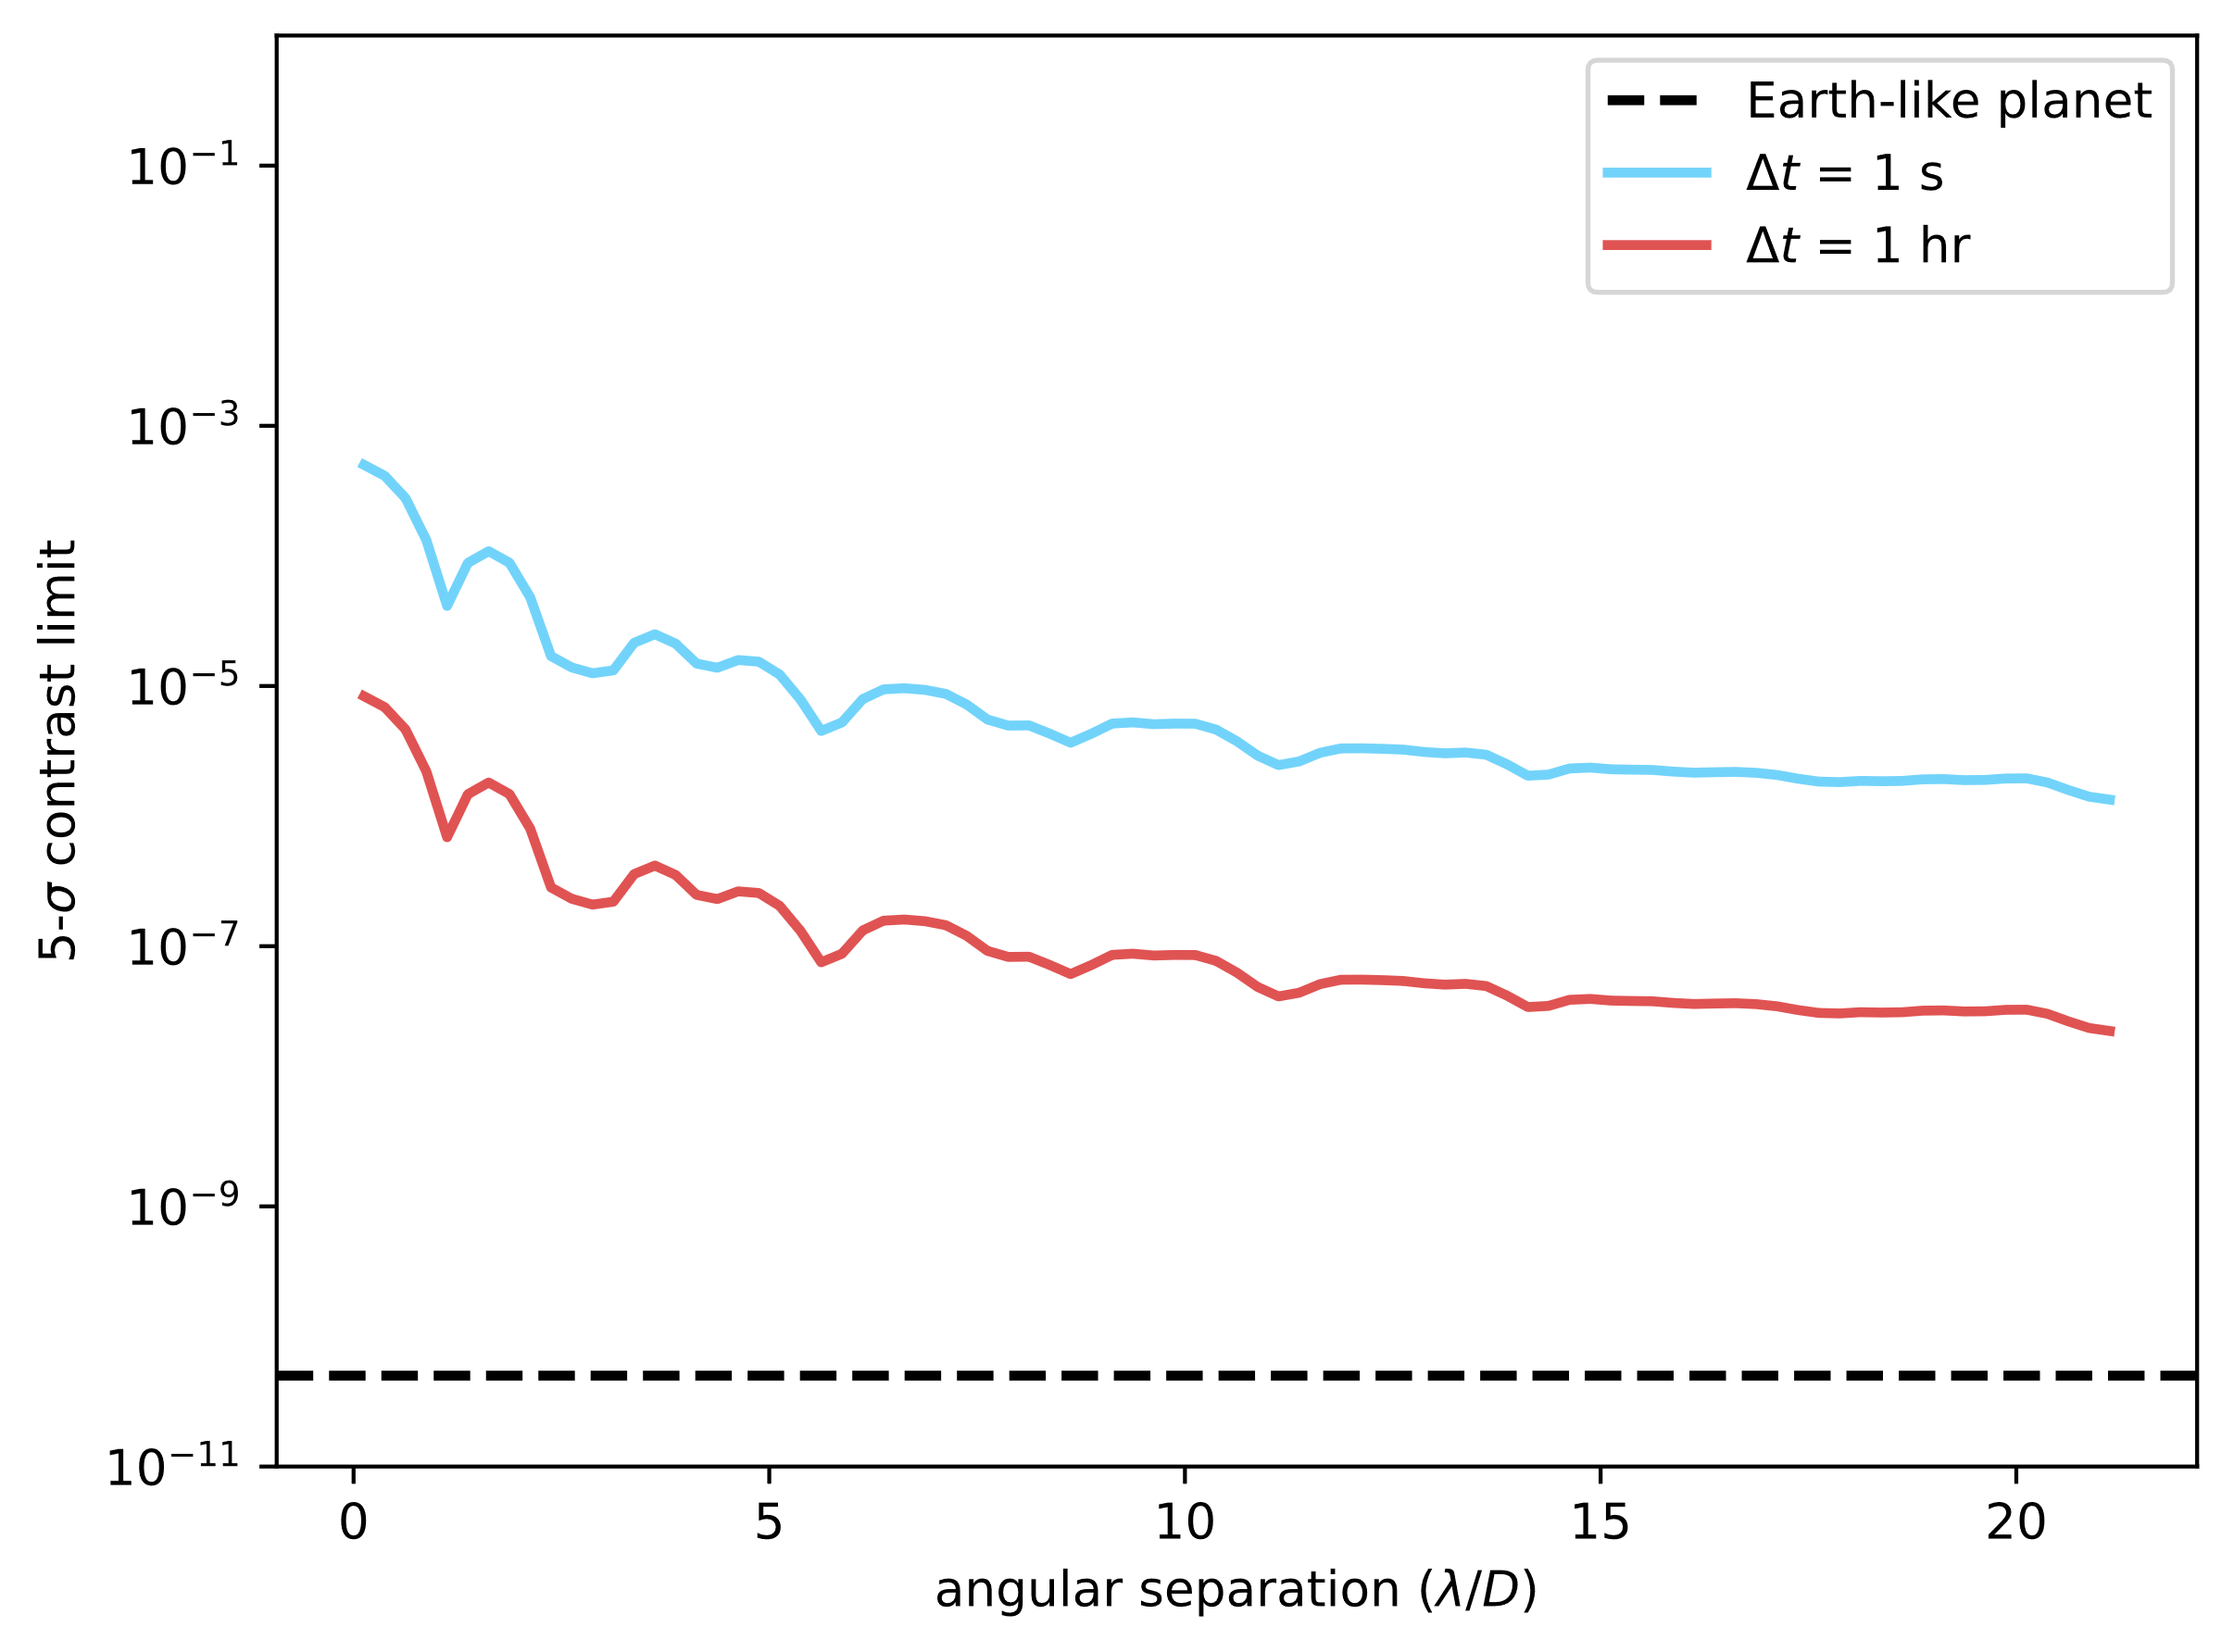 Earth-like planet
Δt = 1 s
Δt = 1 hr
10⁻¹
10⁻³
10⁻⁵
10⁻⁷
10⁻⁹
10⁻¹¹
5-σ contrast limit
0 5 10 15 20
angular separation (λ/D)